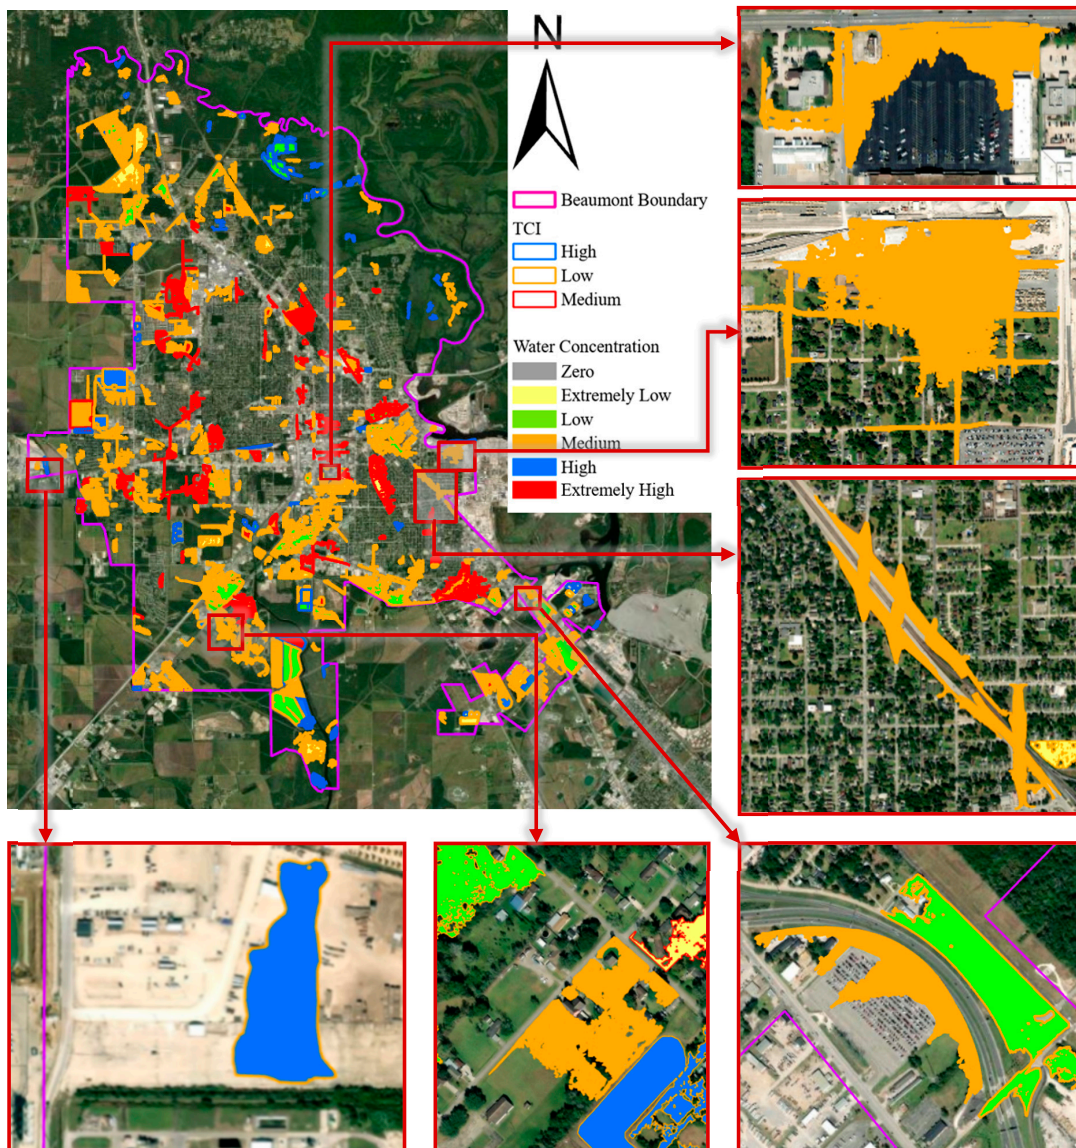 N
Beaumont Boundary
TCI
High
Low
Medium
Water Concentration
Zero
Extremely Low
Low
Medium
High
Extremely High